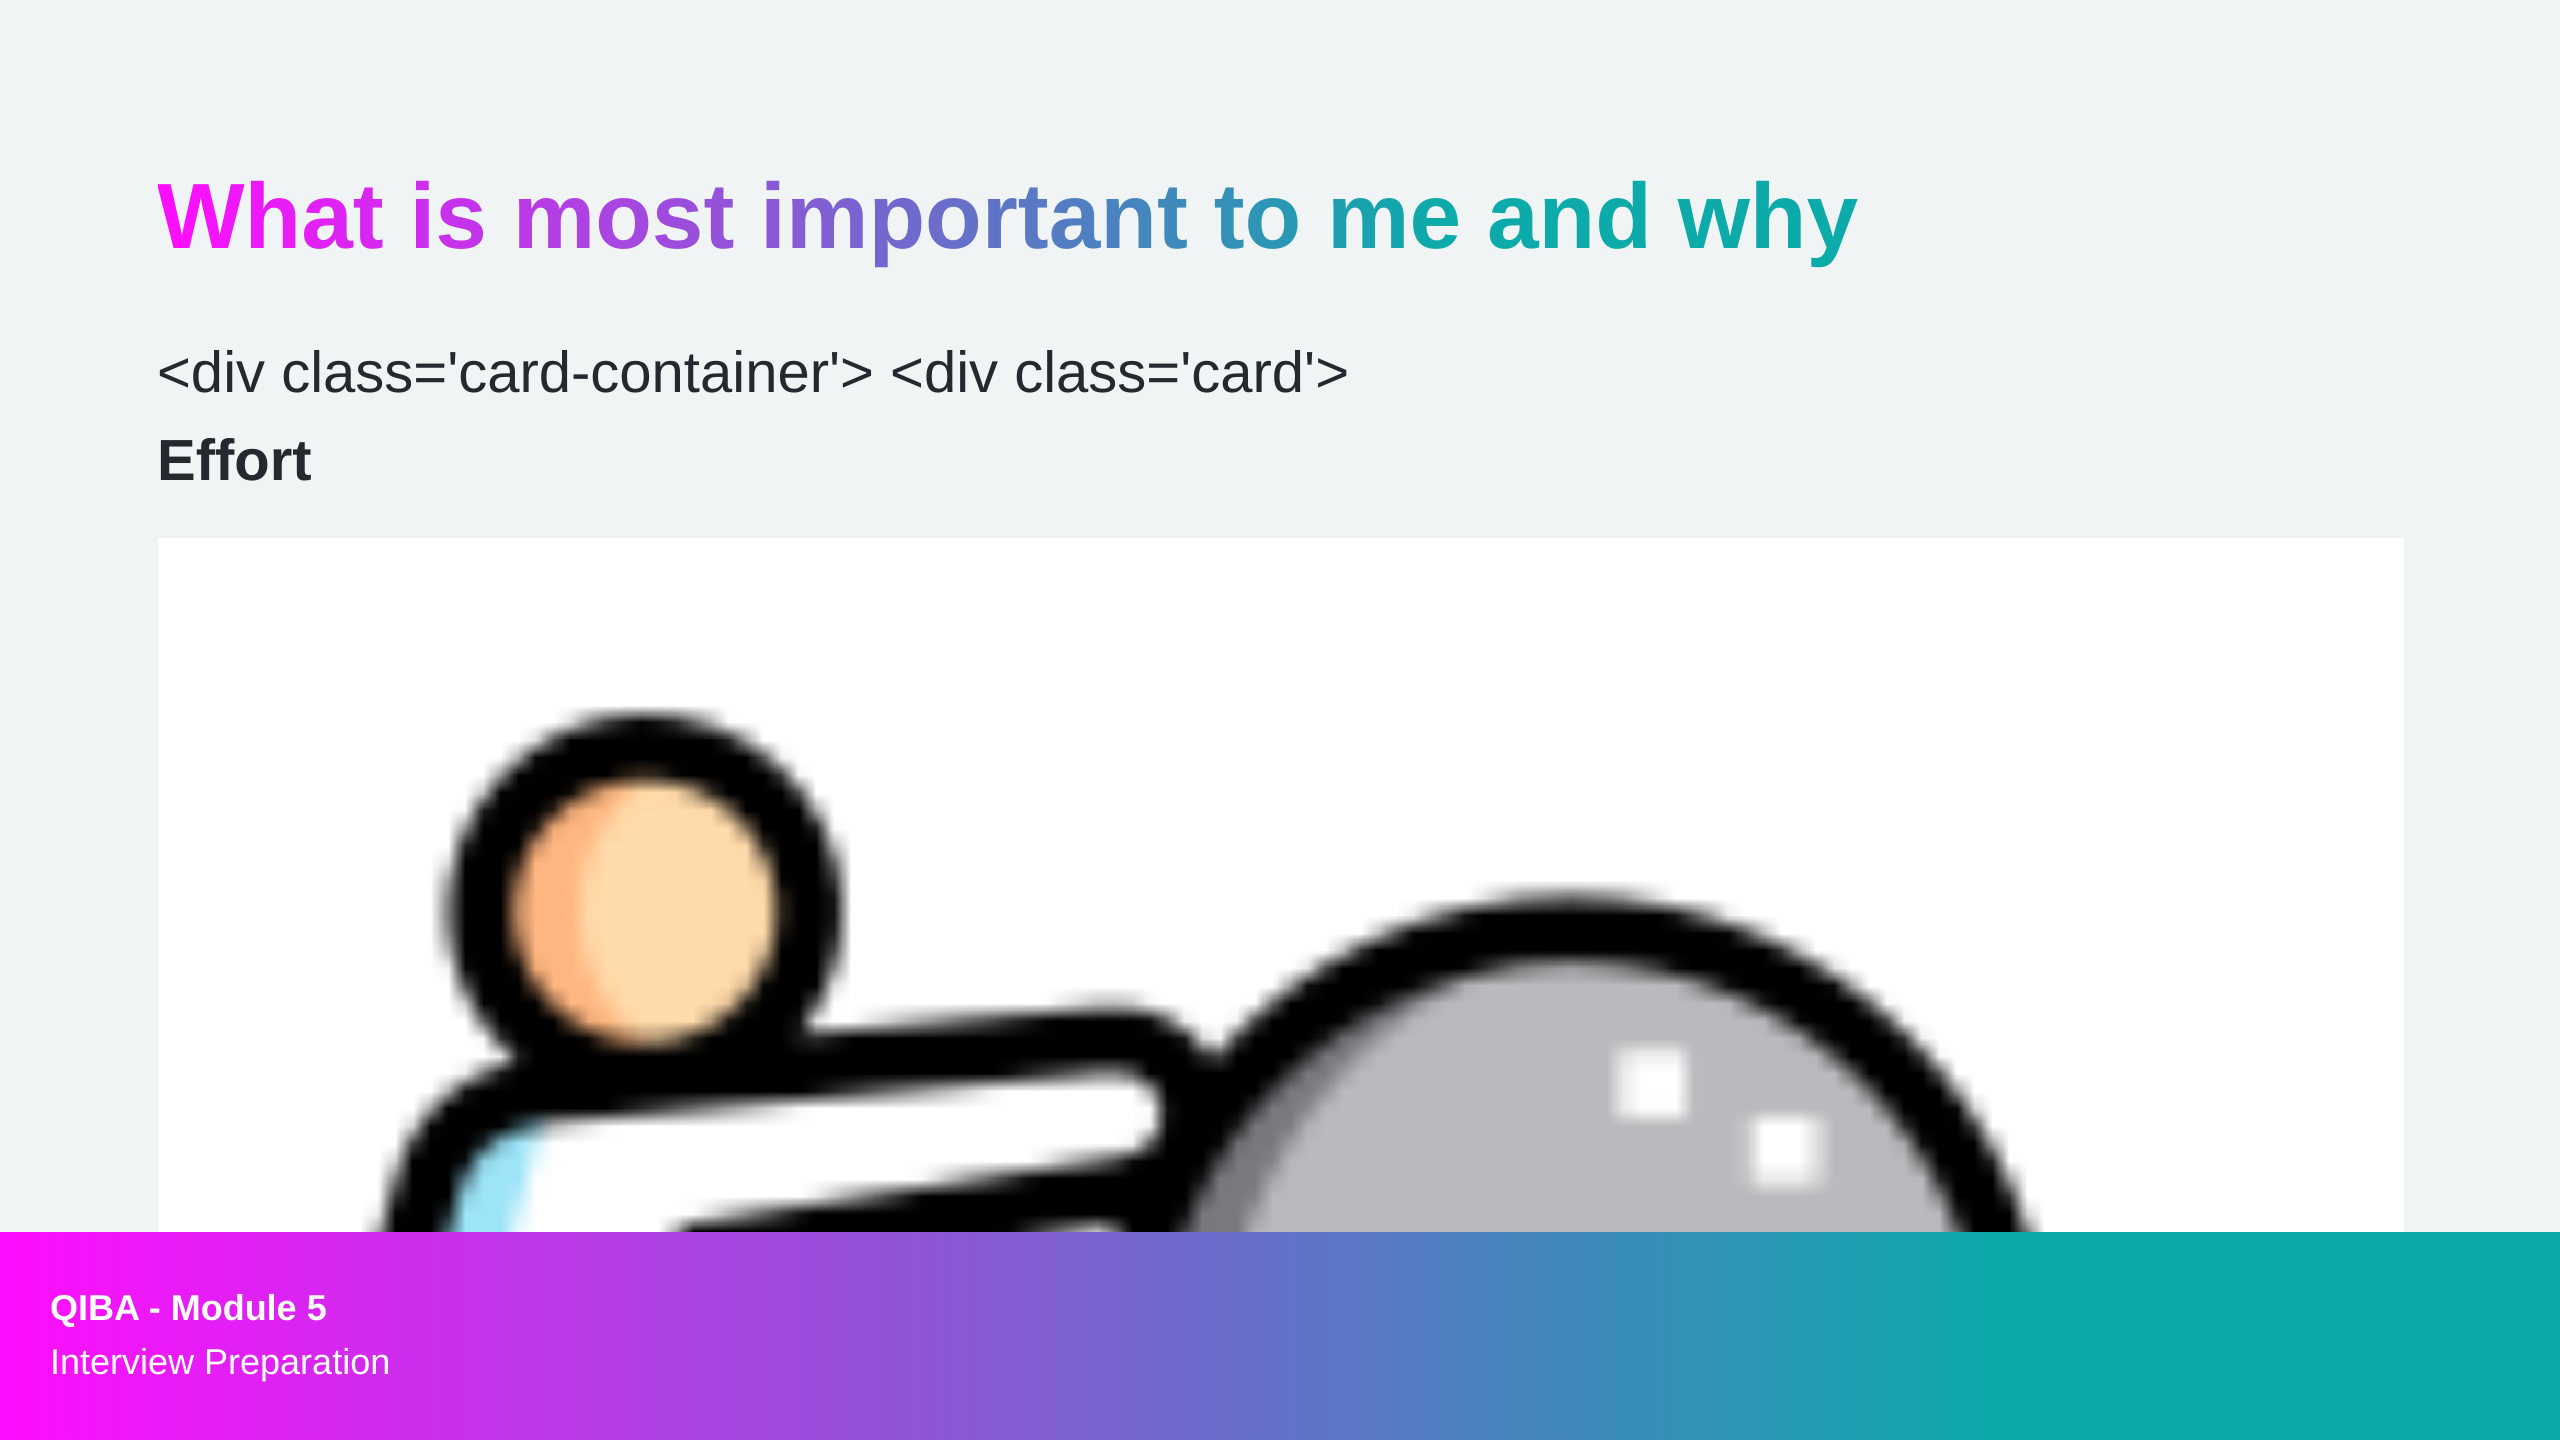 What is most important to me and why
<div class='card-container'> <div class='card'>
Effort
QIBA - Module 5
Interview Preparation